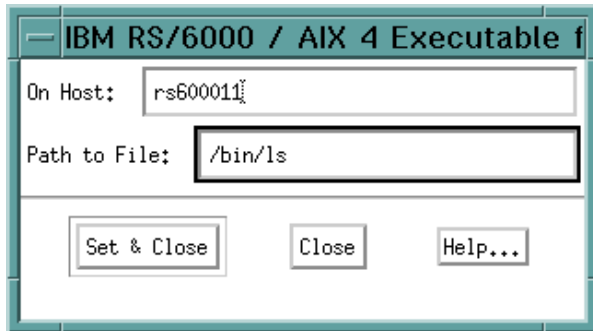 IBM RS/6000 / AIX 4 Executable f
On Host: rs600011
Path to File: /bin/ls
Set & Close Close Help...